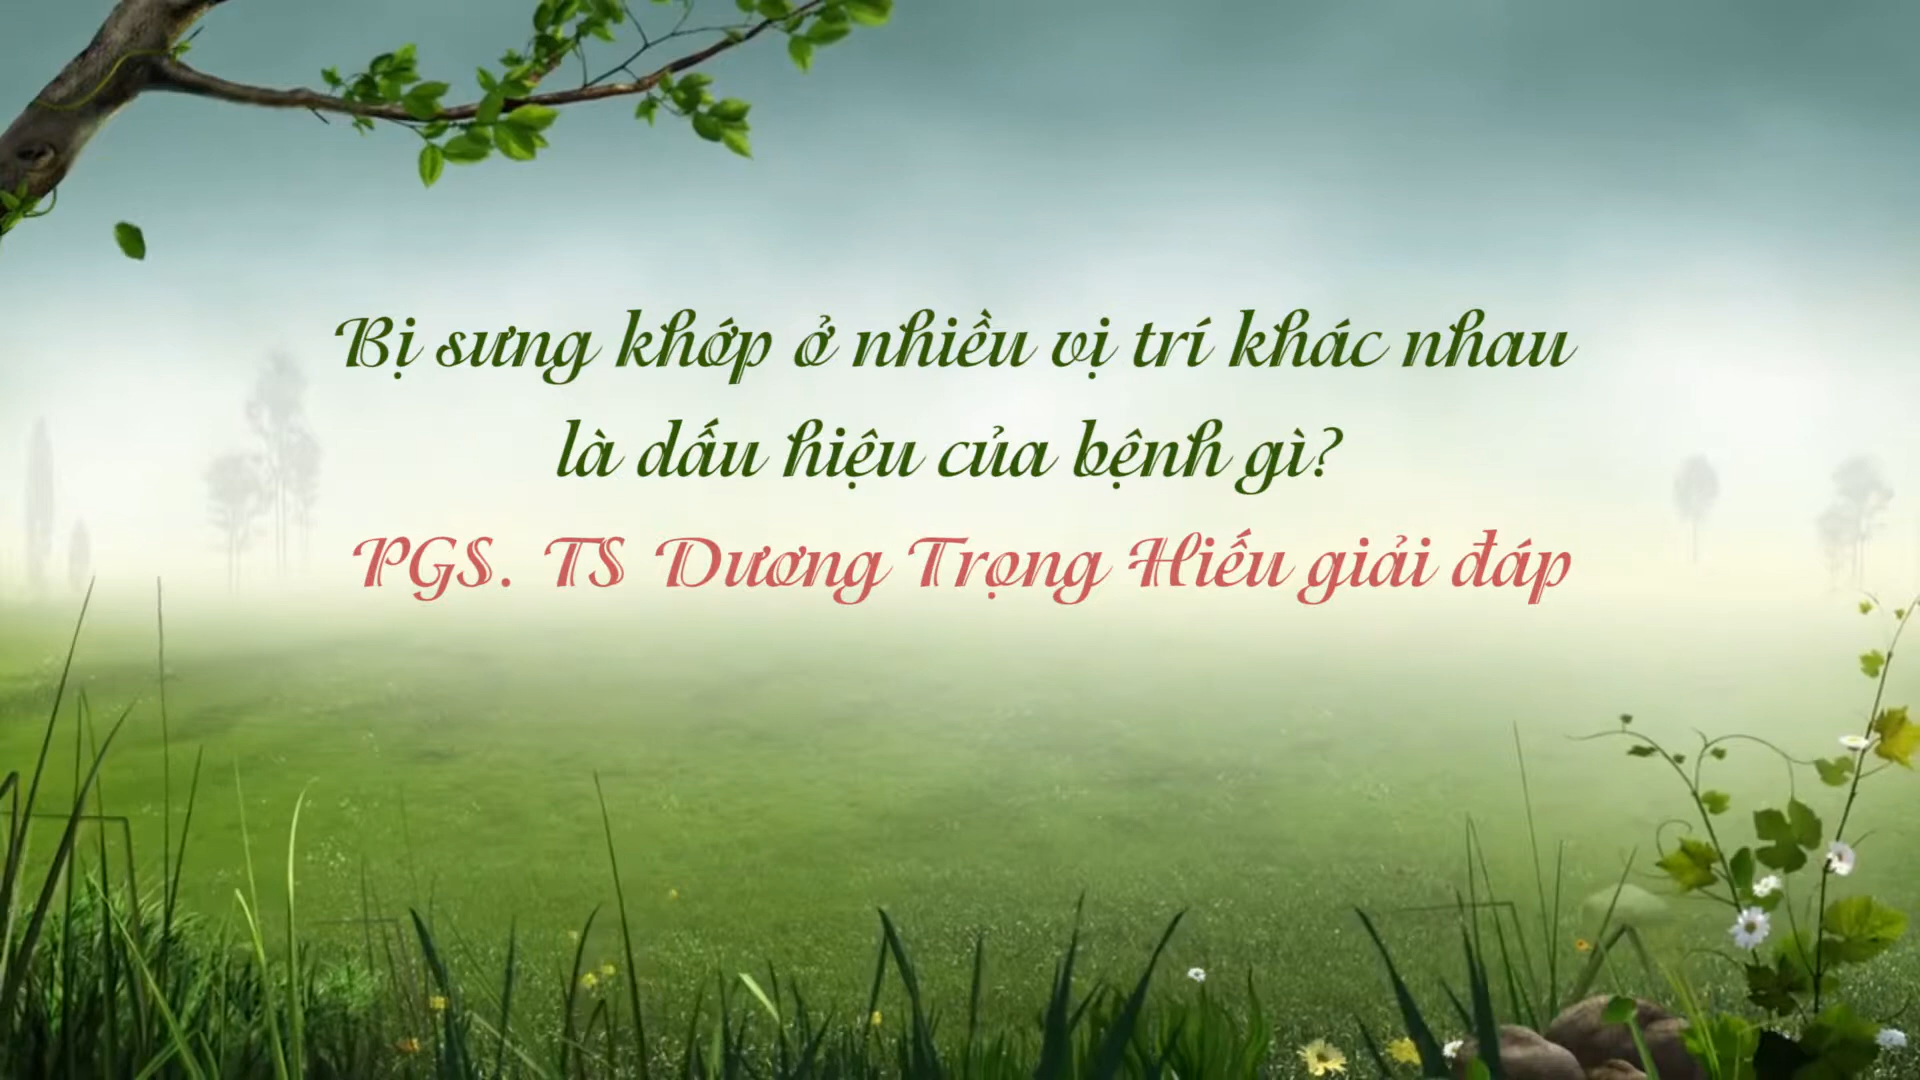 Bị sưng khớp ở nhiều vị trí khác nhau
là dấu hiệu của bệnh gì?
PGS. TS Dương Trọng Hiếu giải đáp